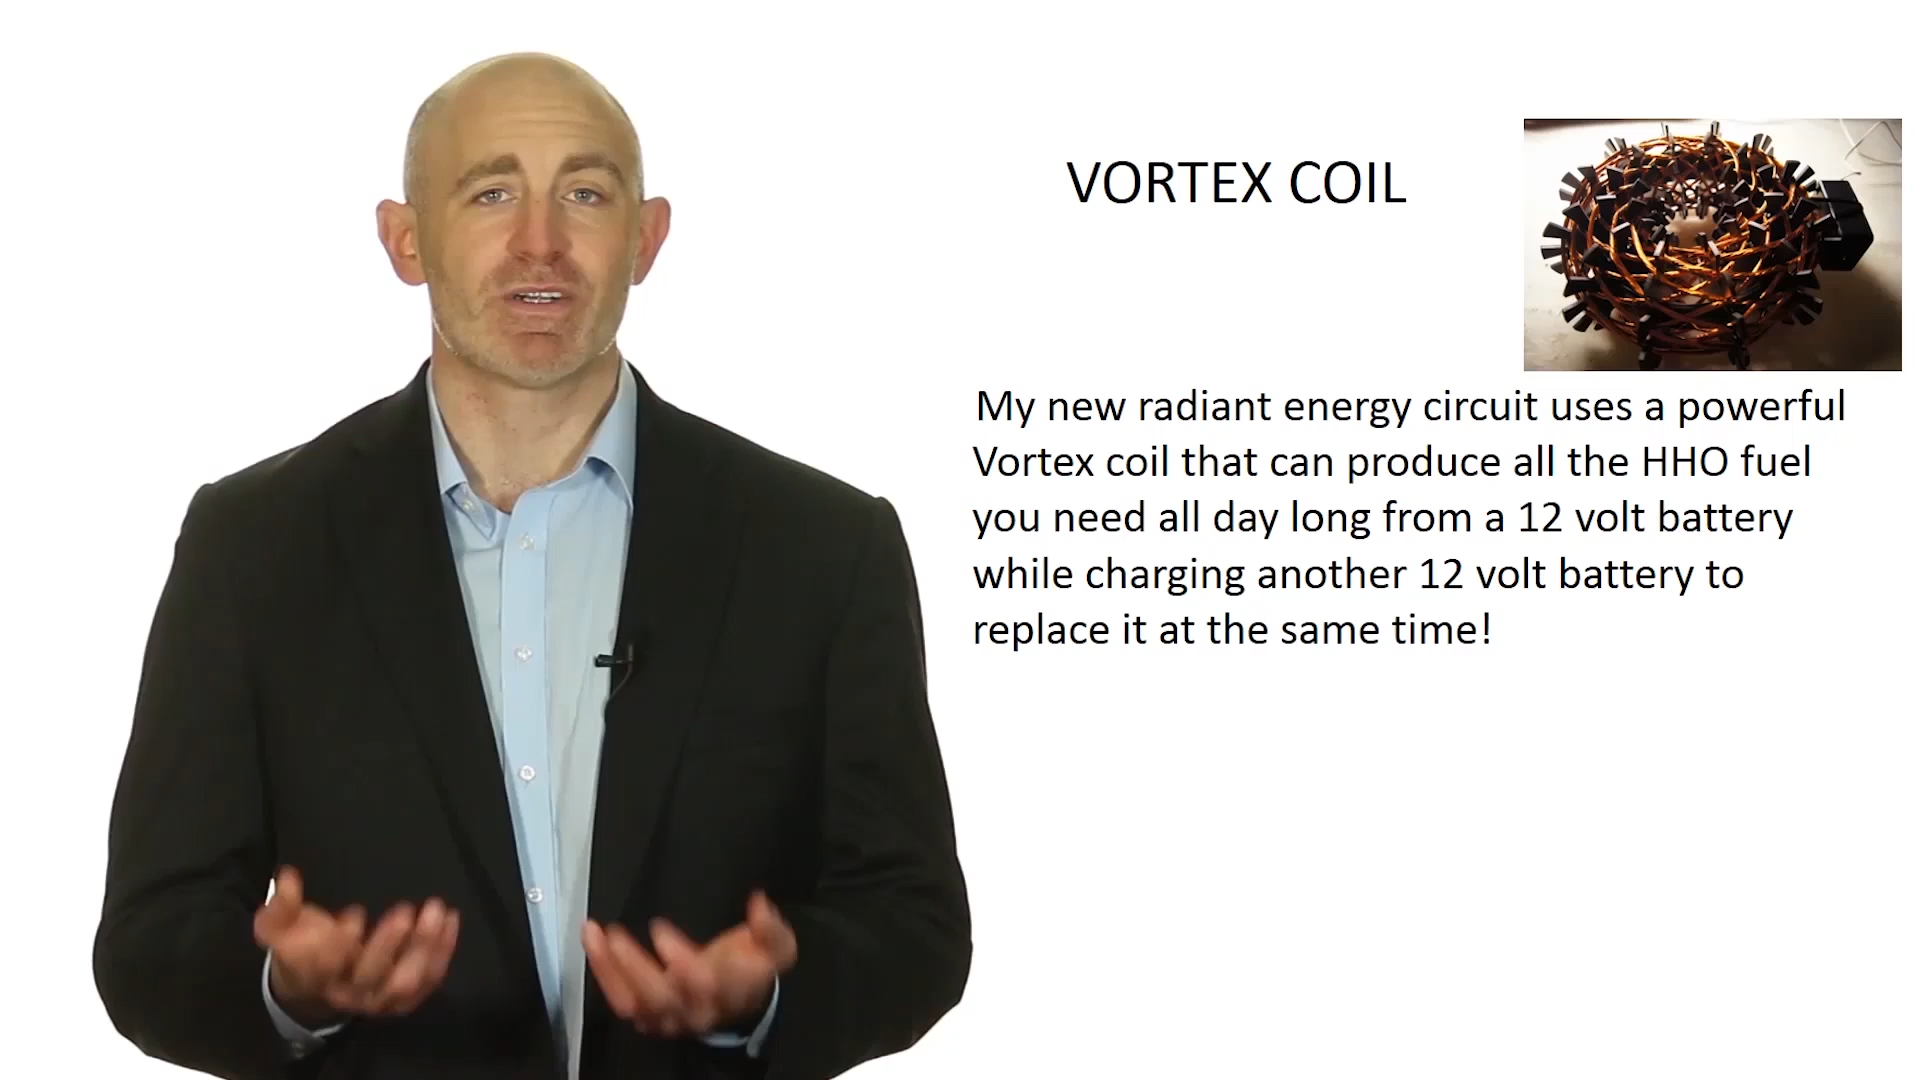 VORTEX COIL
My new radiant energy circuit uses a powerful
Vortex coil that can produce all the HHO fuel
you need all day long from a 12 volt battery
while charging another 12 volt battery to
replace it at the same time!